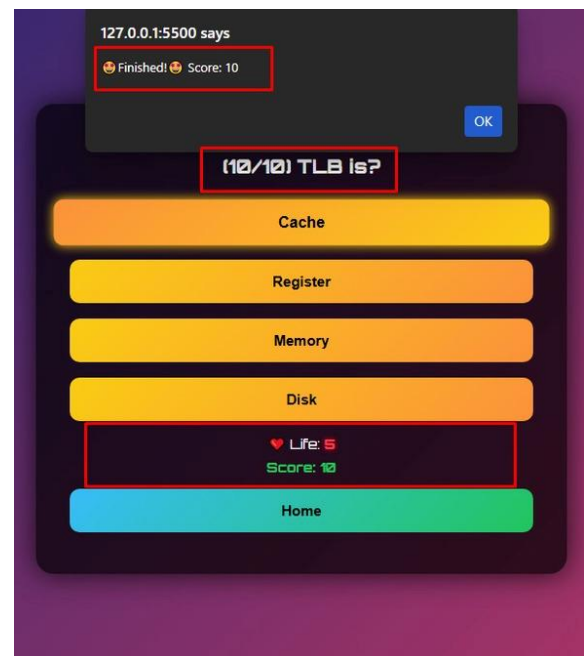 127.0.0.1:5500 says
🤩Finished!🤩 Score: 10
OK
(10/10) TLB is?
Cache
Register
Memory
Disk
💔 Life: 5
Score: 10
Home